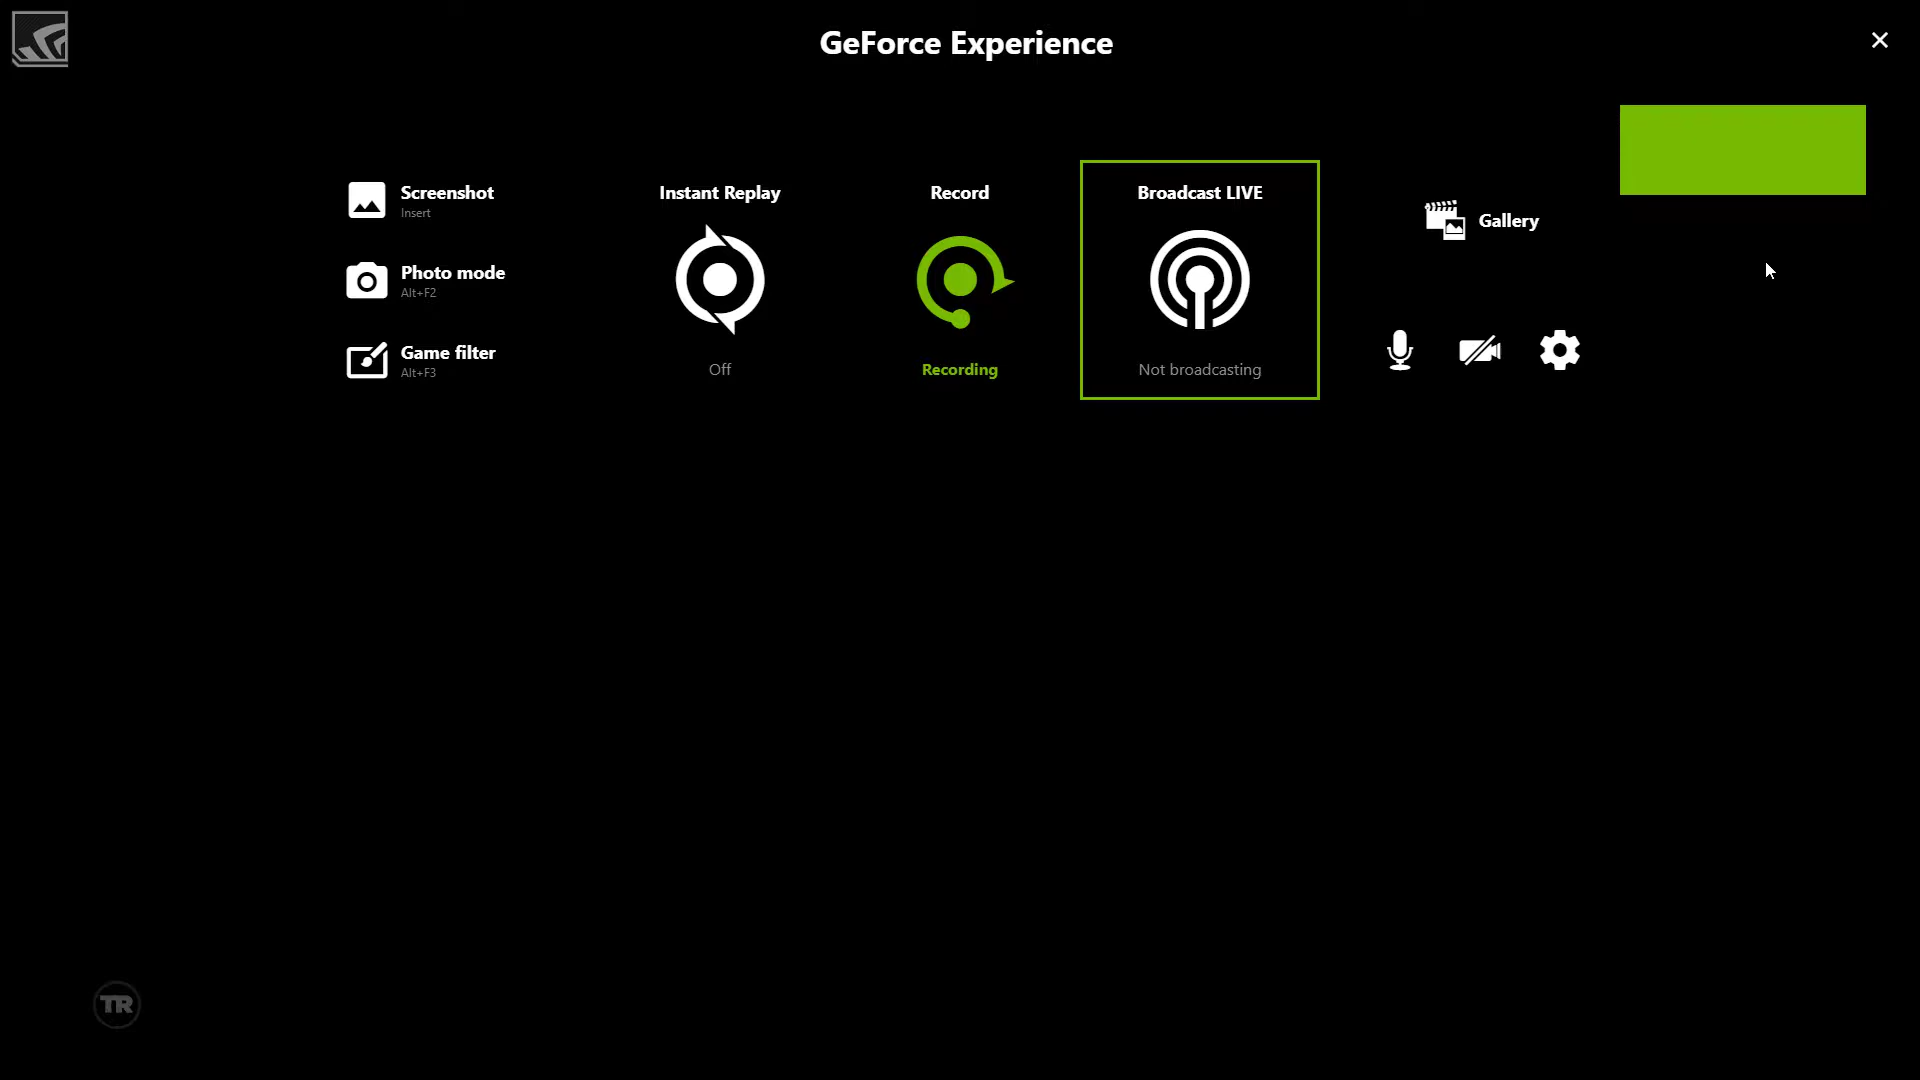 GeForce Experience
Screenshot
Insert
Photo mode
Alt+F2
Game filter
Alt+F3
Instant Replay
Off
Record
Recording
Broadcast LIVE
Not broadcasting
Gallery
TR